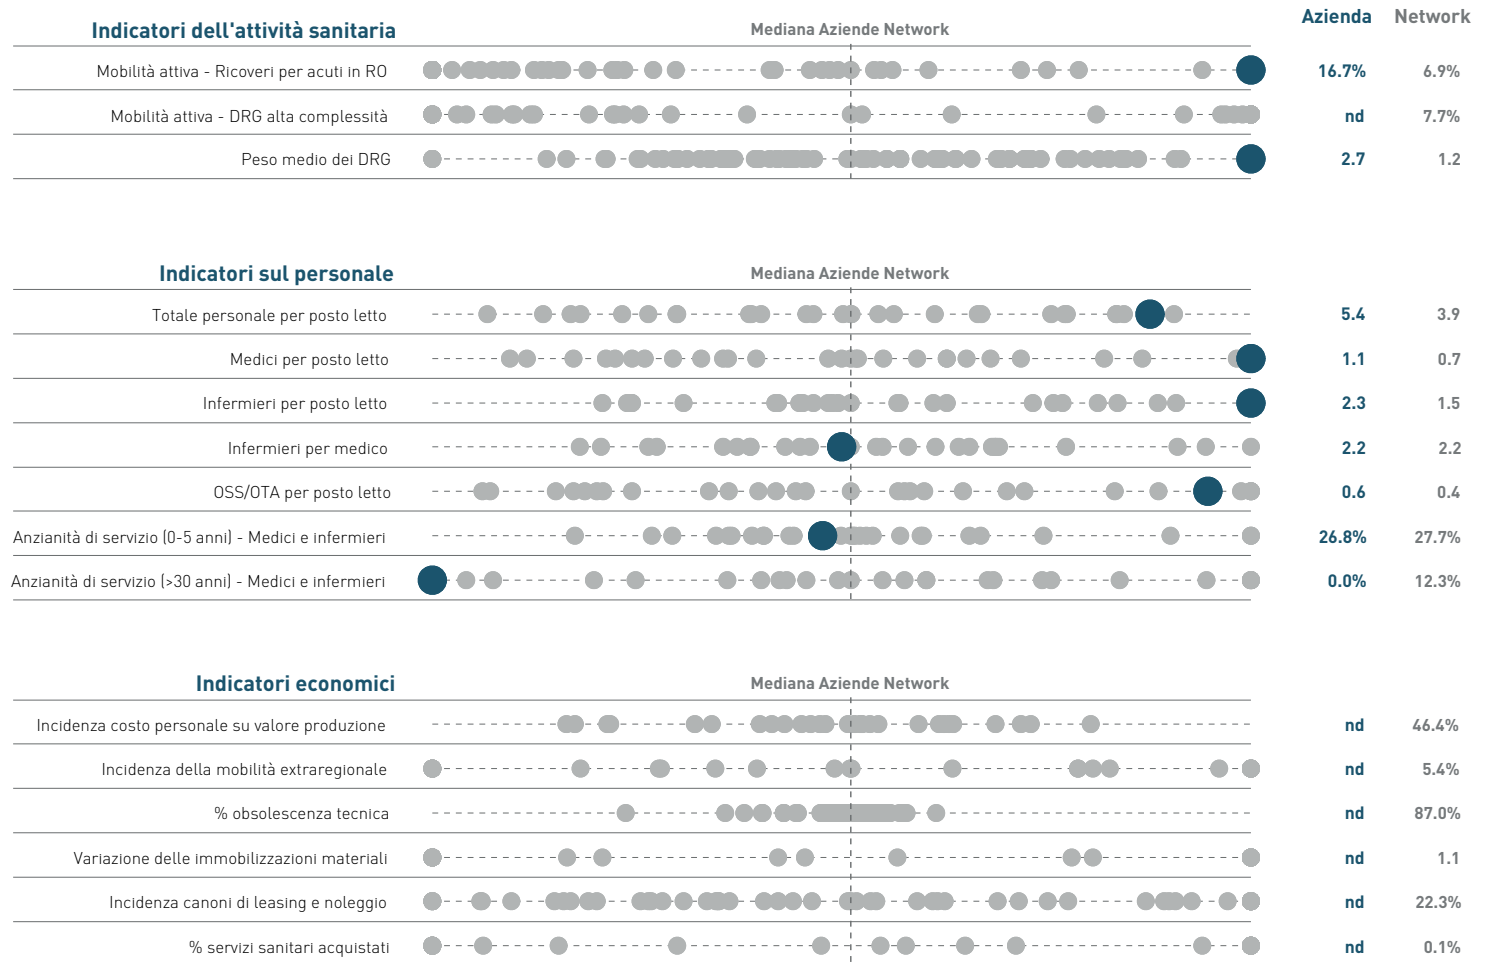 Azienda Network
Indicatori dell'attività sanitaria Mediana Aziende Network
Mobilità attiva - Ricoveri per acuti in RO 16.7% 6.9%
Mobilità attiva - DRG alta complessità nd 7.7%
Peso medio dei DRG 2.7 1.2
Indicatori sul personale Mediana Aziende Network
Totale personale per posto letto 5.4 3.9
Medici per posto letto 1.1 0.7
Infermieri per posto letto 2.3 1.5
Infermieri per medico 2.2 2.2
OSS/OTA per posto letto 0.6 0.4
Anzianità di servizio (0-5 anni) - Medici e infermieri 26.8% 27.7%
Anzianità di servizio (>30 anni) - Medici e infermieri 0.0% 12.3%
Indicatori economici Mediana Aziende Network
Incidenza costo personale su valore produzione nd 46.4%
Incidenza della mobilità extraregionale nd 5.4%
% obsolescenza tecnica nd 87.0%
Variazione delle immobilizzazioni materiali nd 1.1
Incidenza canoni di leasing e noleggio nd 22.3%
% servizi sanitari acquistati nd 0.1%